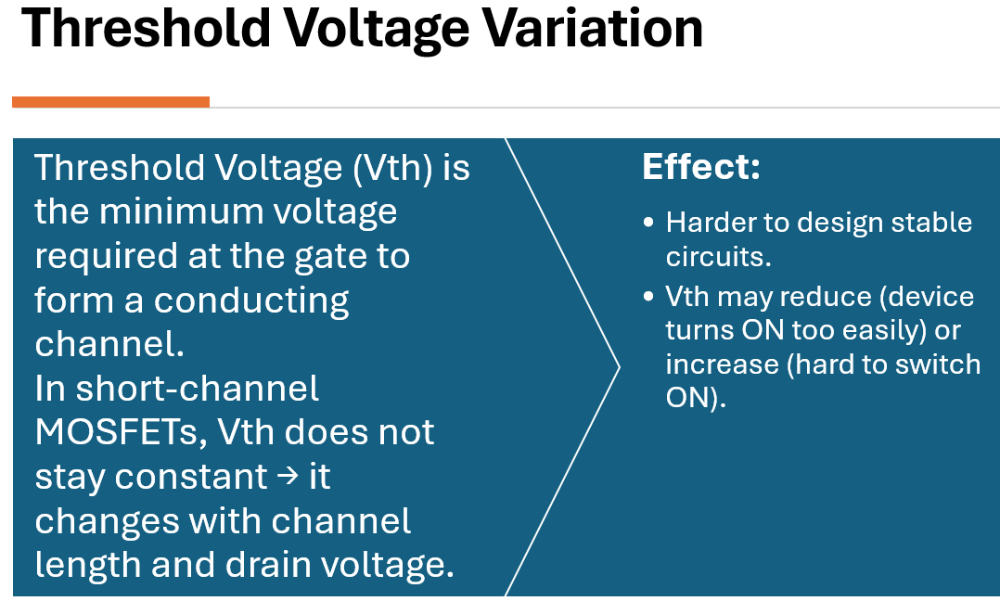 Threshold Voltage Variation
Threshold Voltage (Vth) is
the minimum voltage
required at the gate to
form a conducting
channel.
In short-channel
MOSFETs, Vth does not
stay constant → it
changes with channel
length and drain voltage.
Effect:
• Harder to design stable
circuits.
• Vth may reduce (device
turns ON too easily) or
increase (hard to switch
ON).